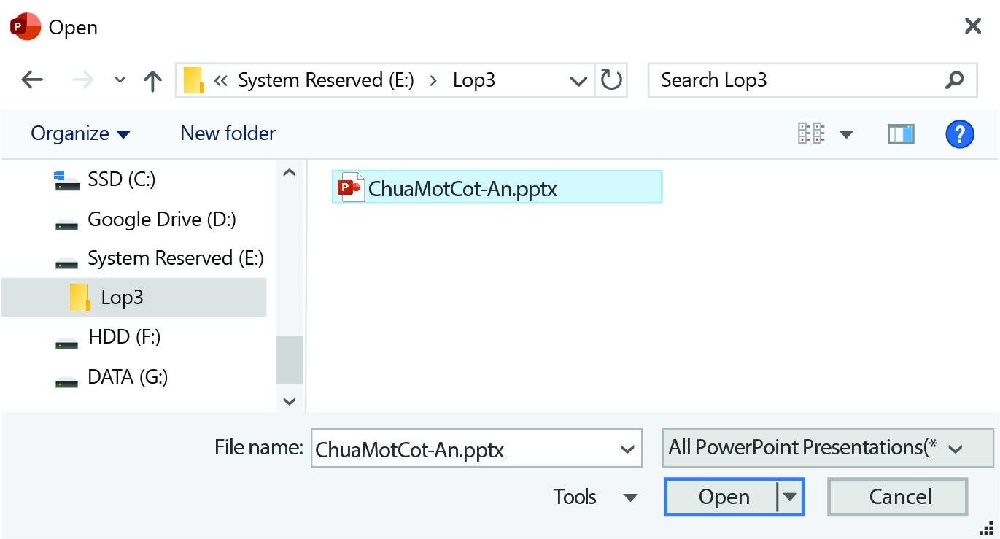 P Open
« System Reserved (E:) > Lop3
Search Lop3
Organize
New folder
?
SSD (C:)
Google Drive (D:)
System Reserved (E:)
Lop3
HDD (F:)
DATA (G:)
P ChuaMotCot-An.pptx
File name: ChuaMotCot-An.pptx
All PowerPoint Presentations(*
Tools
Open
Cancel